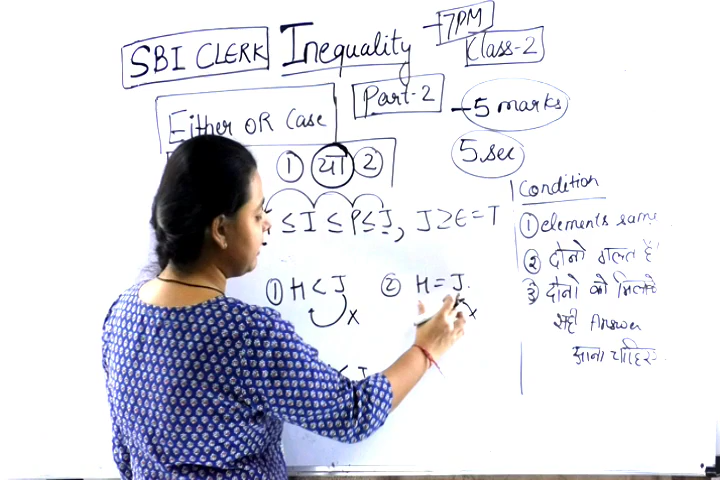 SBI CLERK Inequality - 7PM
Class-2
Part-2 - 5 marks
Either OR Case
① या ② 5 sec
≤ I ≤ P ≤ J, J ≥ E = T
① H < J ② H = J
x x
Condition
① elements same
② दोनो गलत है
③ दोनो को मिलाके
सही Answer
आना चाहिए